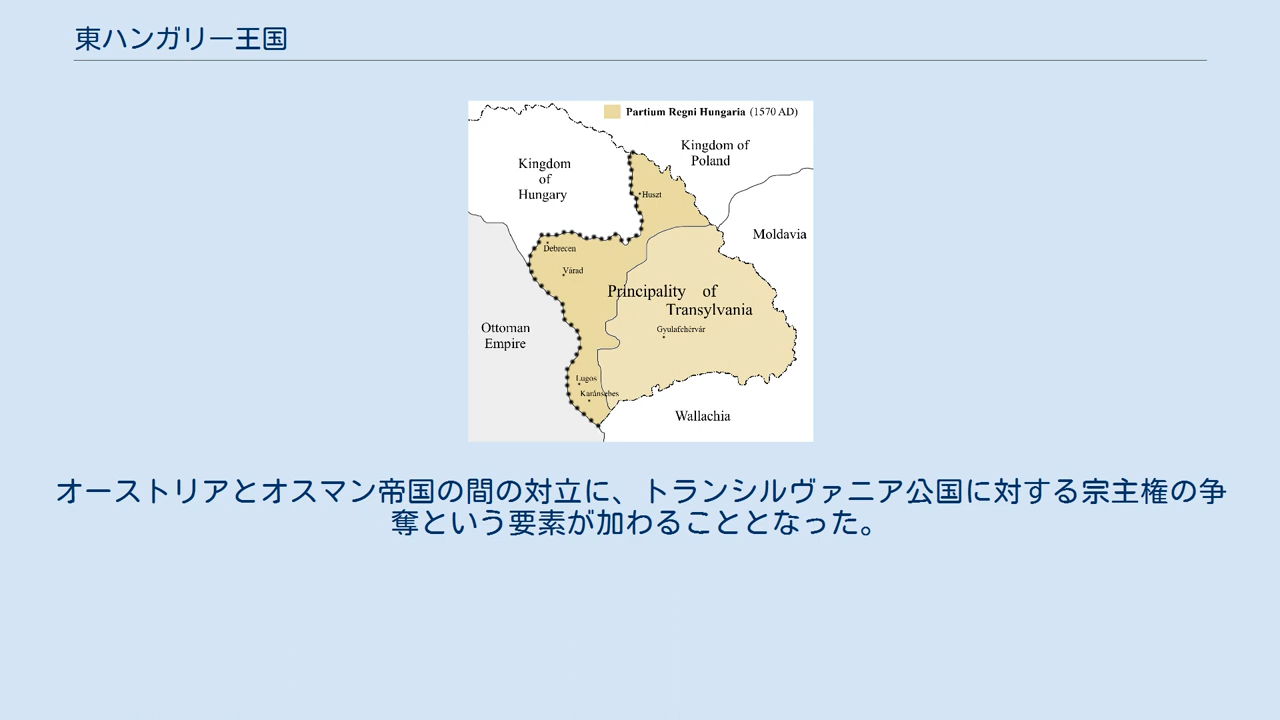 東ハンガリー王国
Partium Regni Hungaria (1570 AD)
Kingdom of
Poland
Kingdom
of
Hungary
Huszt
Moldavia
Debrecen
Várad
Principality of
Transylvania
Gyulafehérvár
Ottoman
Empire
Lugos
Karánsebes
Wallachia
オーストリアとオスマン帝国の間の対立に、トランシルヴァニア公国に対する宗主権の争
奪という要素が加わることとなった。